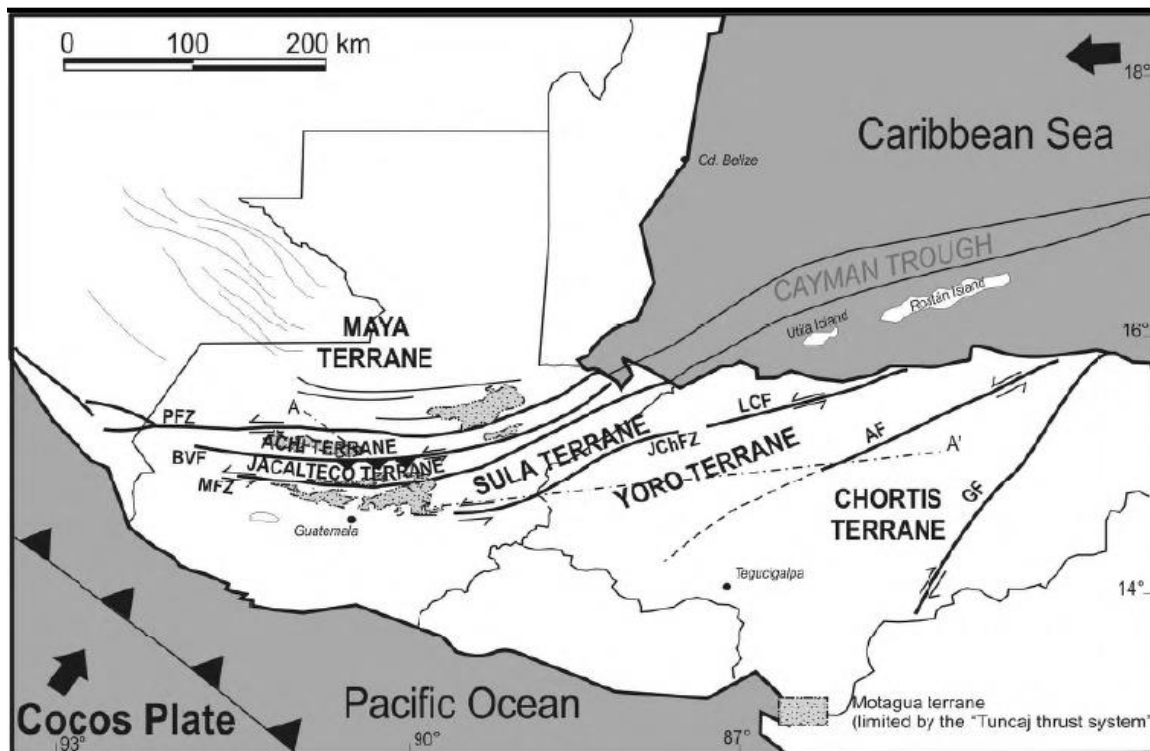 0 100 200 km
18°
Caribbean Sea
Cd. Belize
CAYMAN TROUGH
Roatán Island
Utila Island
16°
MAYA
TERRANE
A
PFZ
ACHI TERRANE
LCF
BVF
JACALTECO TERRANE
SULA TERRANE
JChFZ
AF
A'
MFZ
YORO TERRANE
CHORTIS
TERRANE
GF
Guatemala
Tegucigalpa
14°
Pacific Ocean
Motagua terrane
(limited by the "Tuncaj thrust system"
Cocos Plate
93°
90°
87°